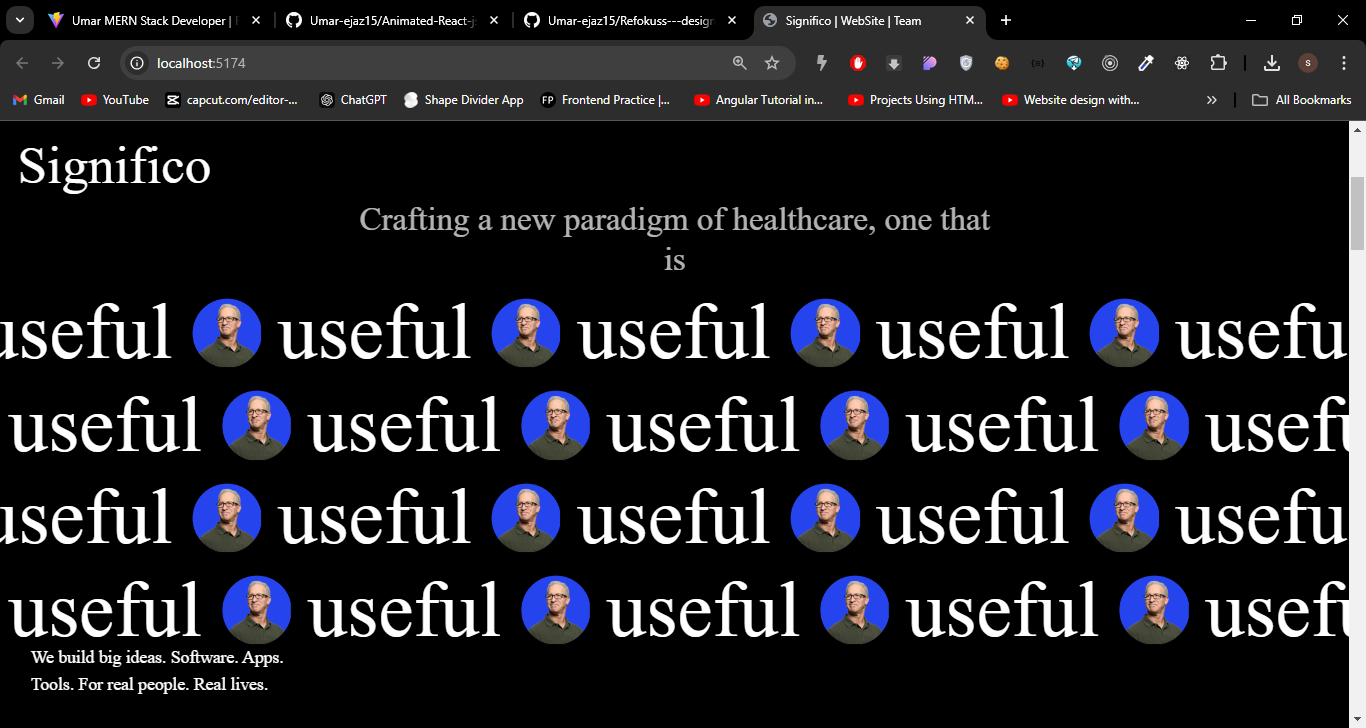 Umar MERN Stack Developer |
Umar-ejaz15/Animated-React-j
Umar-ejaz15/Refokuss---design
Significo | WebSite | Team
localhost:5174
Gmail
YouTube
capcut.com/editor-...
ChatGPT
Shape Divider App
FP
Frontend Practice |...
Angular Tutorial in...
Projects Using HTM...
Website design with...
All Bookmarks
Significo
Crafting a new paradigm of healthcare, one that
is
useful useful useful useful usefu
useful useful useful useful usefu
useful useful useful useful usefu
useful useful useful useful usefu
We build big ideas. Software. Apps.
Tools. For real people. Real lives.